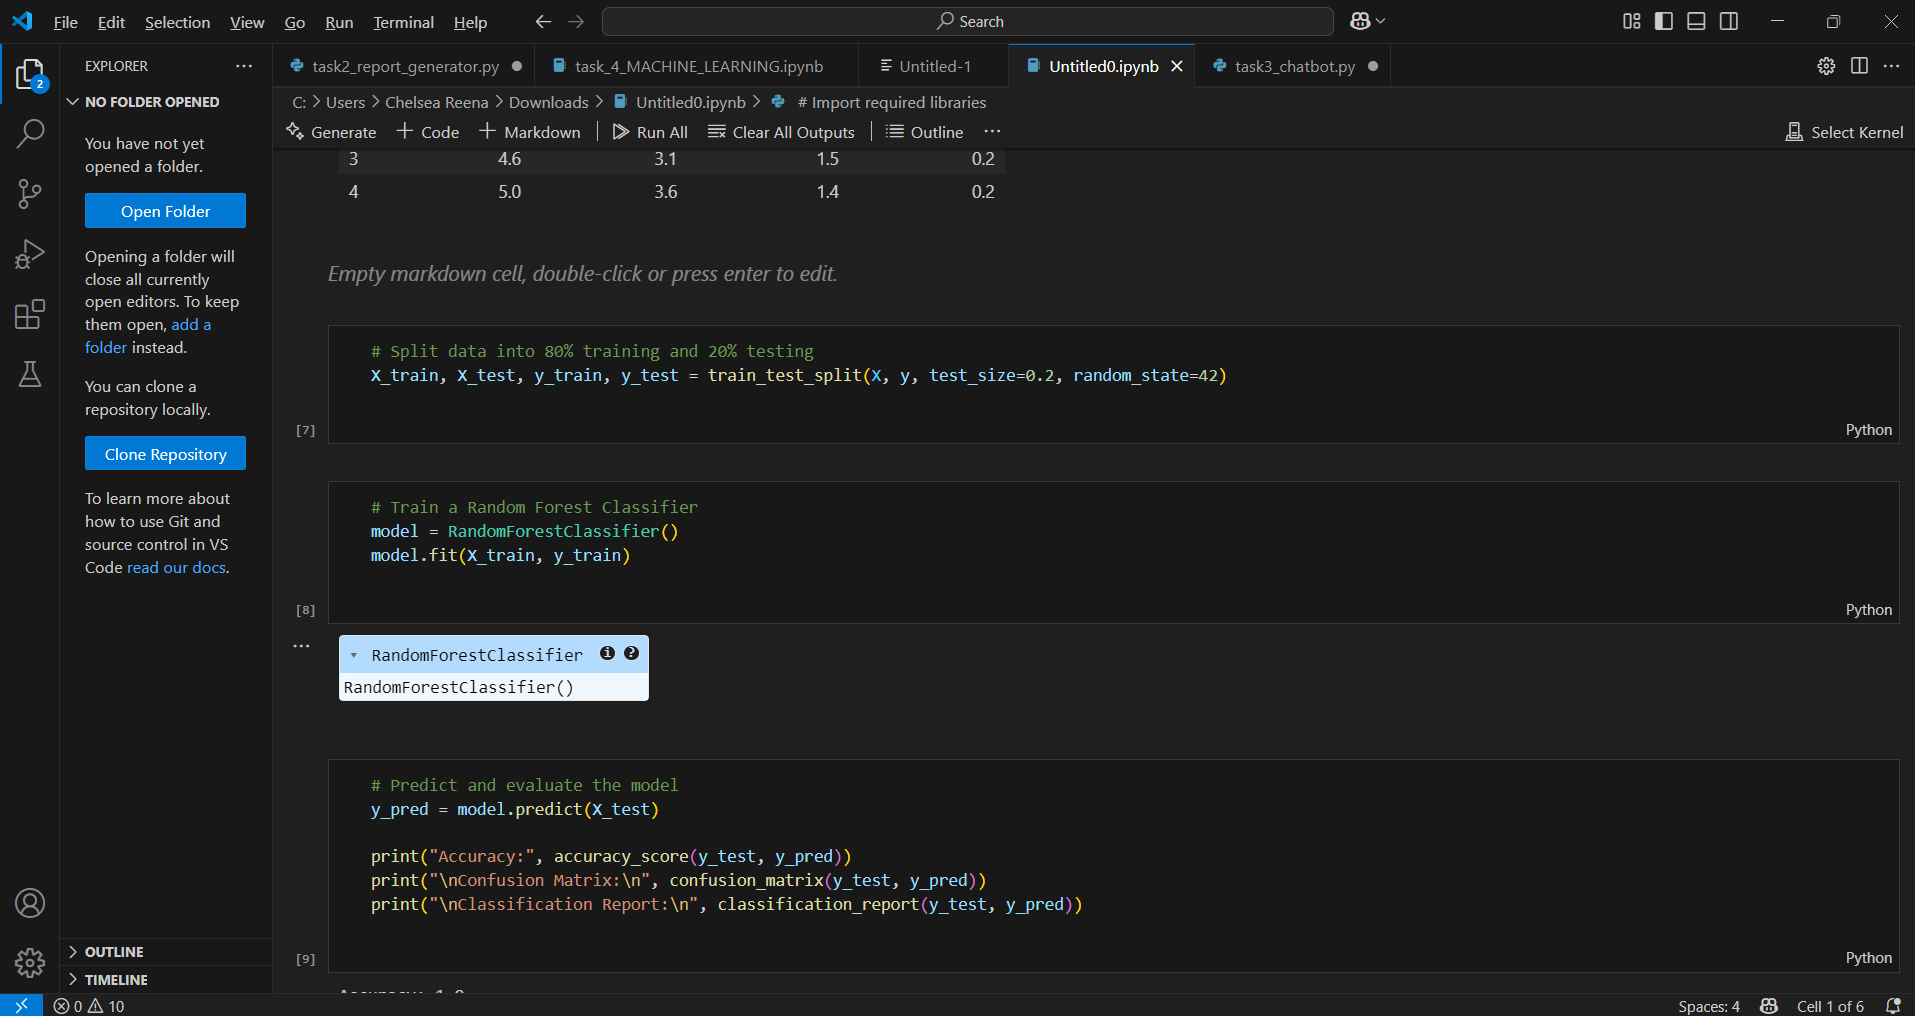 File Edit Selection View Go Run Terminal Help
Search
EXPLORER
task2_report_generator.py
task_4_MACHINE_LEARNING.ipynb
Untitled-1
Untitled0.ipynb
task3_chatbot.py
NO FOLDER OPENED
C: > Users > Chelsea Reena > Downloads > Untitled0.ipynb > # Import required libraries
Generate + Code + Markdown | Run All Clear All Outputs | Outline ···
Select Kernel
You have not yet
opened a folder.
Open Folder
Opening a folder will
close all currently
open editors. To keep
them open, add a
folder instead.
You can clone a
repository locally.
Clone Repository
To learn more about
how to use Git and
source control in VS
Code read our docs.
OUTLINE
TIMELINE
2
3 4.6 3.1 1.5 0.2
4 5.0 3.6 1.4 0.2
Empty markdown cell, double-click or press enter to edit.
# Split data into 80% training and 20% testing
X_train, X_test, y_train, y_test = train_test_split(X, y, test_size=0.2, random_state=42)
[7]
Python
# Train a Random Forest Classifier
model = RandomForestClassifier()
model.fit(X_train, y_train)
[8]
Python
RandomForestClassifier i ?
RandomForestClassifier()
# Predict and evaluate the model
y_pred = model.predict(X_test)
print("Accuracy:", accuracy_score(y_test, y_pred))
print("\nConfusion Matrix:\n", confusion_matrix(y_test, y_pred))
print("\nClassification Report:\n", classification_report(y_test, y_pred))
[9]
Python
0 10
Spaces: 4
Cell 1 of 6